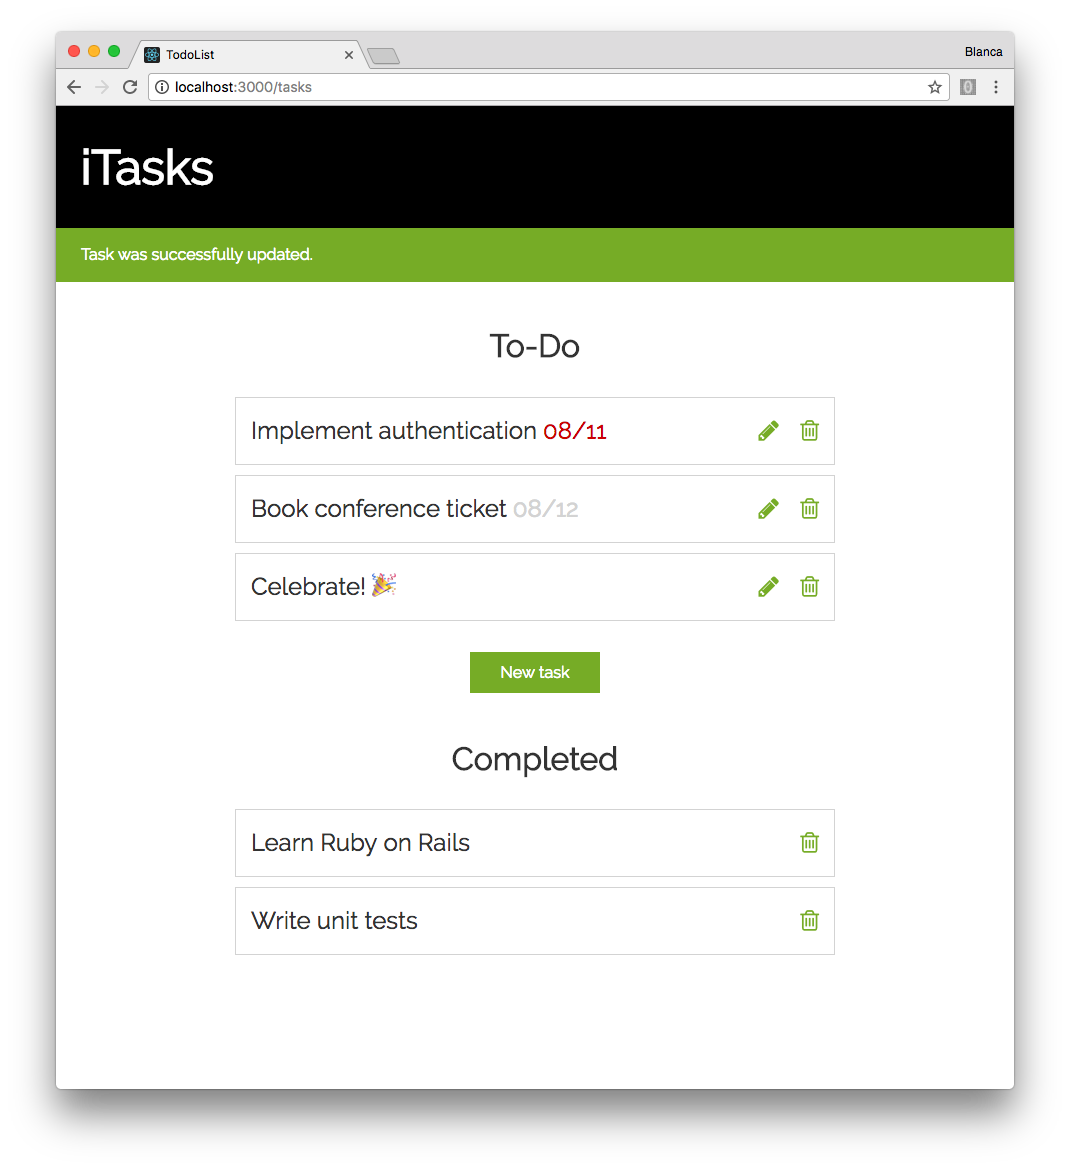 TodoList
Blanca
localhost:3000/tasks
iTasks
Task was successfully updated.
To-Do
Implement authentication 08/11
Book conference ticket 08/12
Celebrate! 🎉
New task
Completed
Learn Ruby on Rails
Write unit tests